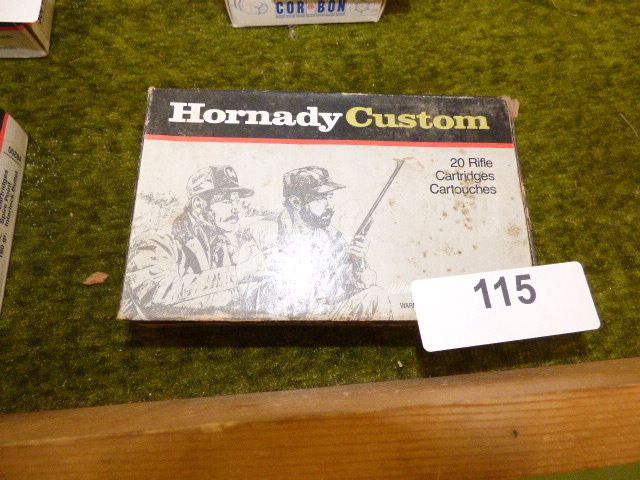 COR BON
Hornady Custom
20 Rifle
Cartridges
Cartouches
115